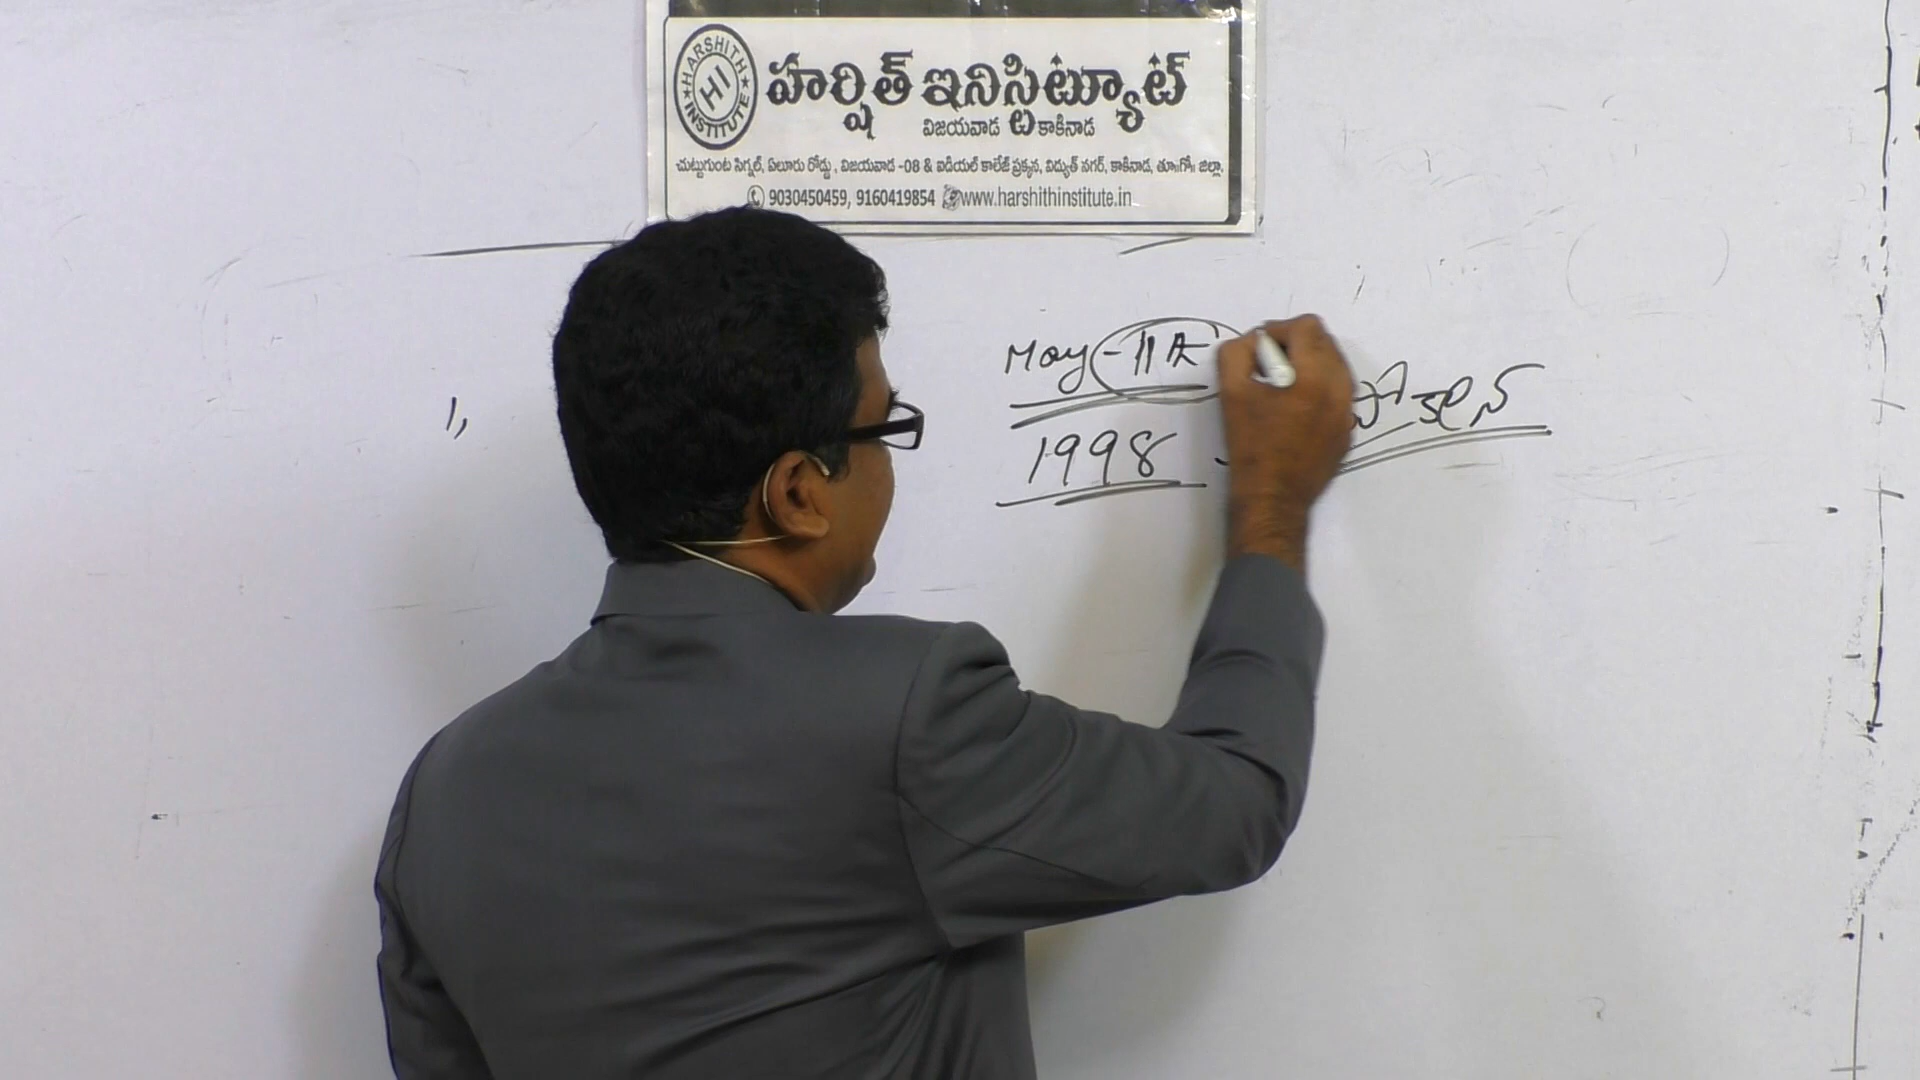 HARSHITH INSTITUTE
HI
హర్షిత్ ఇనిస్టిట్యూట్
విజయవాడ కాకినాడ
చుట్టుగుంట సిగ్నల్, ఏలూరు రోడ్డు, విజయవాడ -08 & ఐడియల్ కాలేజ్ ప్రక్కన, విద్యుత్ నగర్, కాకినాడ, తూ॥గో॥ జిల్లా.
9030450459, 9160419854 www.harshithinstitute.in
May - 11
1998